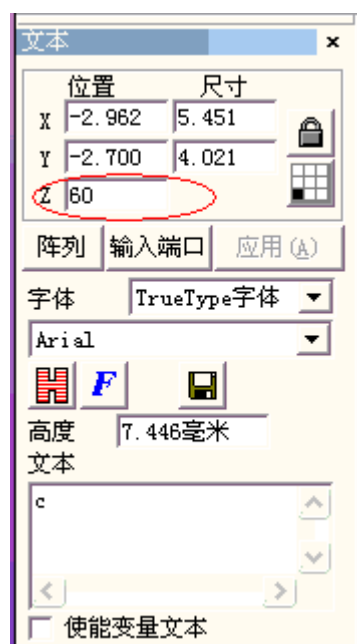 文本
位置 尺寸
X -2.962 5.451
Y -2.700 4.021
Z 60
阵列 输入端口 应用(A)
字体 TrueType字体
Arial
H F
高度 7.446毫米
文本
c
使能变量文本